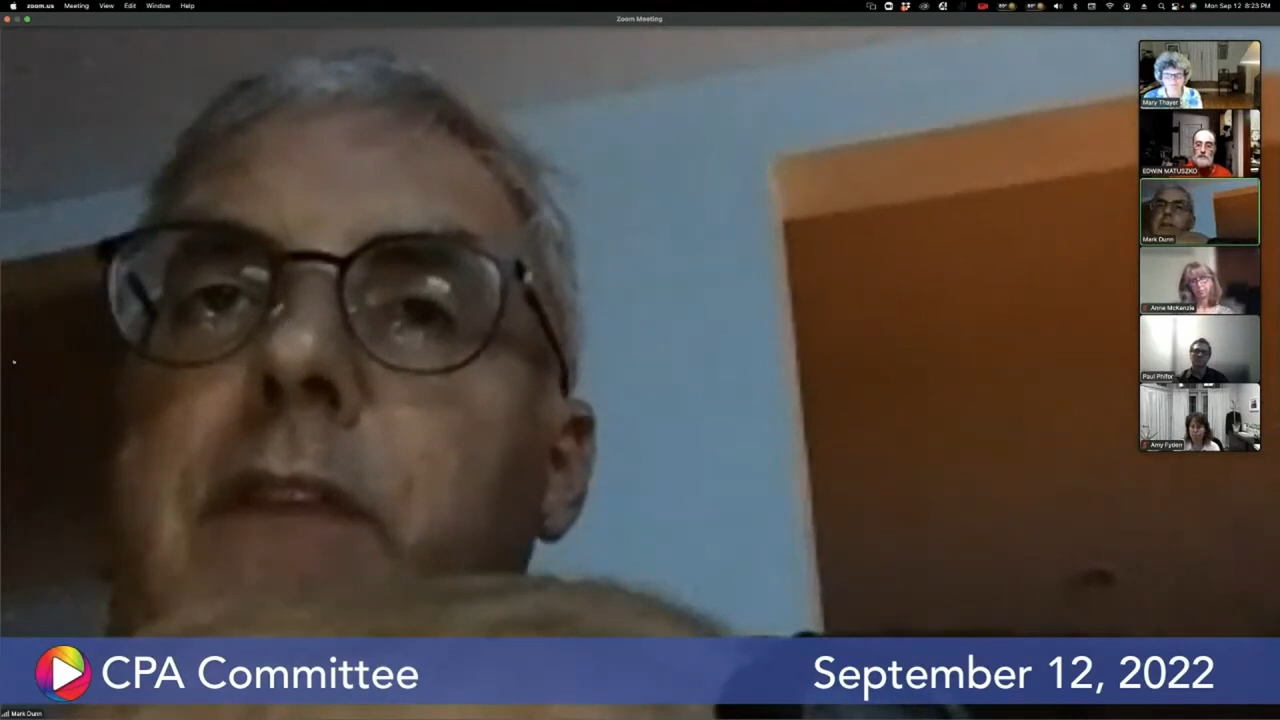 zoom.us Meeting View Edit Window Help
Mon Sep 12 8:23 PM
Zoom Meeting
Mary Thayer
EDWIN MATUSZKO
Mark Dunn
Anne McKenzie
Paul Phifer
Amy Fyden
CPA Committee
September 12, 2022
Mark Dunn